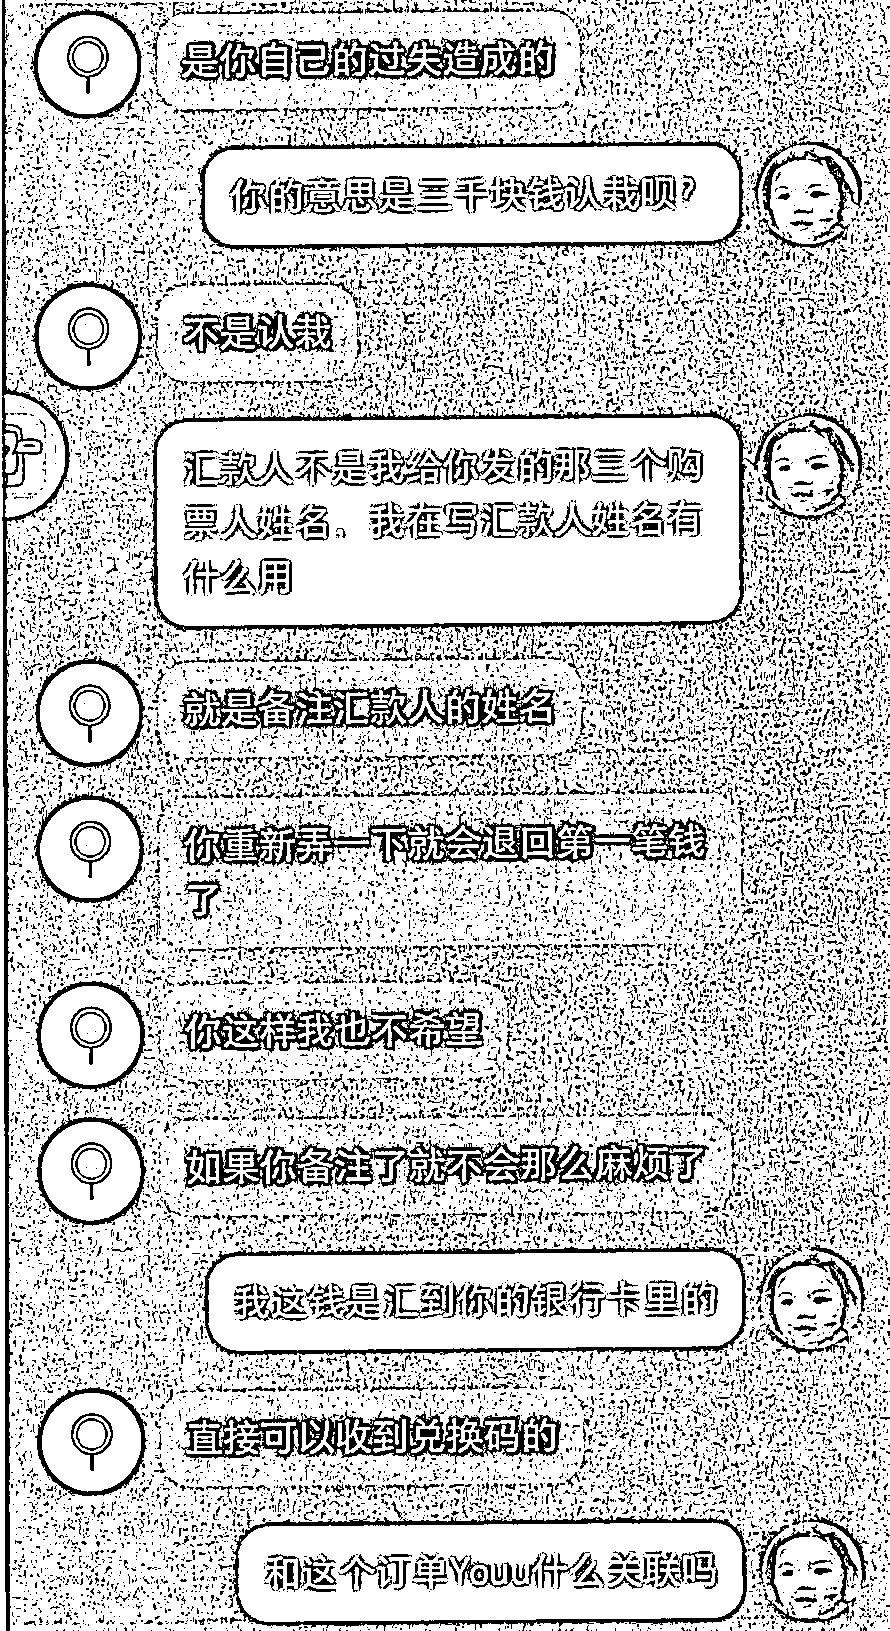 是你自己的过失造成的
你的意思是三千块钱认栽呗?
不是认栽
汇款人不是我给你发的那三个购
票人姓名。我在写汇款人姓名有
什么用
就是备注汇款人的姓名
你重新弄一下就会退回第一笔钱
了
你这样我也不希望
如果你备注了就不会那么麻烦了
我这钱是汇到你的银行卡里的
直接可以收到兑换码的
和这个订单Youu什么关联吗